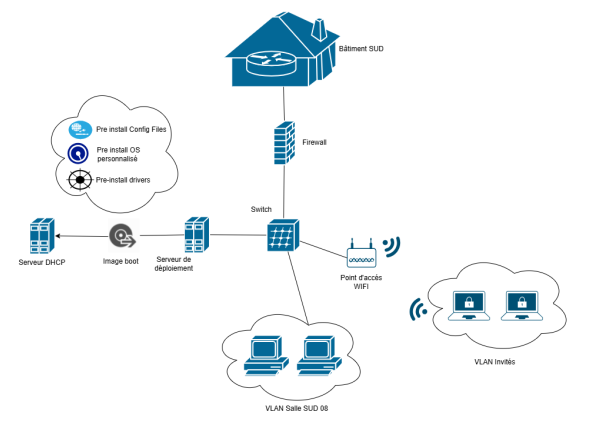 Bâtiment SUD
Pre install Config Files
Pre install OS
personnalisé
Pre-install drivers
Firewall
Switch
Serveur DHCP
Image boot
Serveur de
déploiement
Point d'accès
WIFI
VLAN Invités
VLAN Salle SUD 08